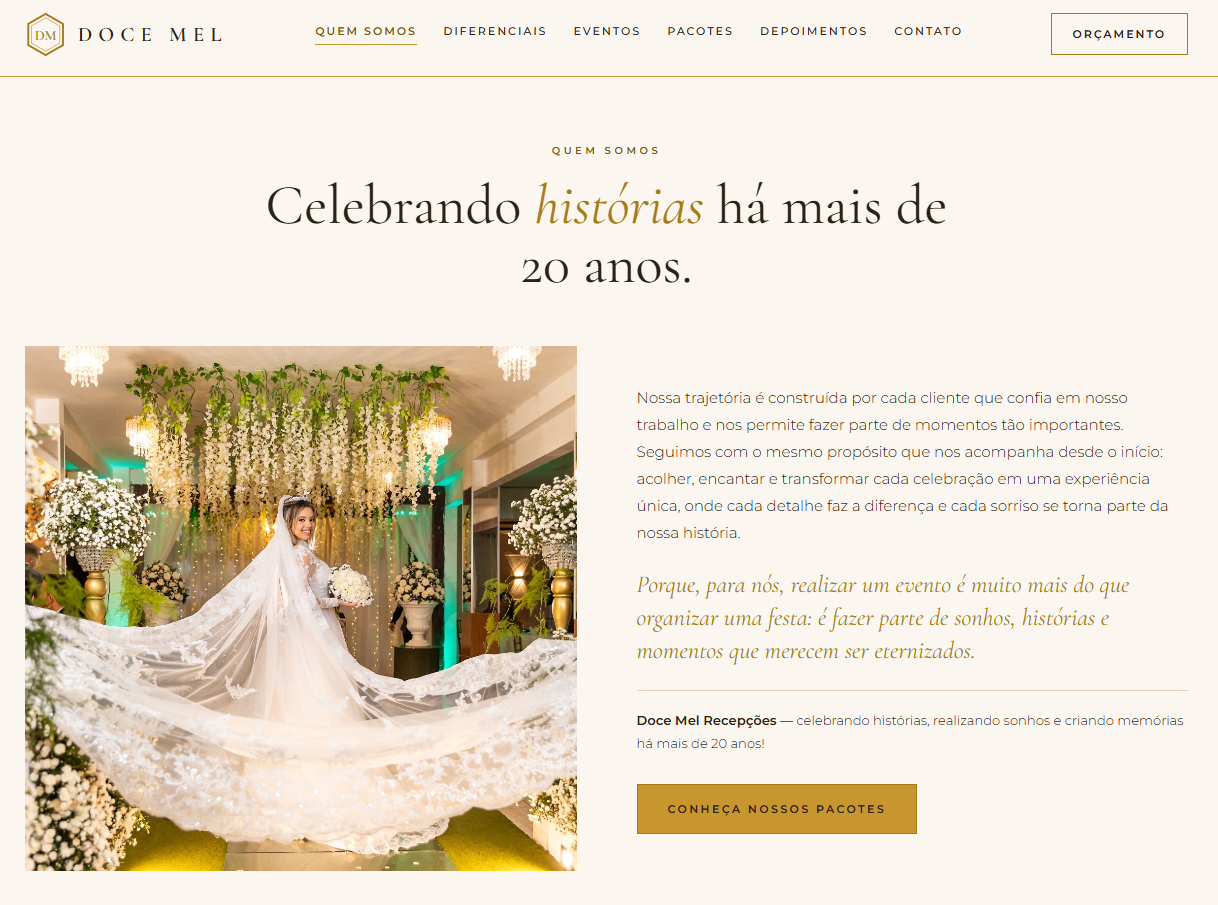 DM DOCE MEL
QUEM SOMOS DIFERENCIAIS EVENTOS PACOTES DEPOIMENTOS CONTATO
ORÇAMENTO
QUEM SOMOS
Celebrando histórias há mais de
20 anos.
Nossa trajetória é construída por cada cliente que confia em nosso
trabalho e nos permite fazer parte de momentos tão importantes.
Seguimos com o mesmo propósito que nos acompanha desde o início:
acolher, encantar e transformar cada celebração em uma experiência
única, onde cada detalhe faz a diferença e cada sorriso se torna parte da
nossa história.
Porque, para nós, realizar um evento é muito mais do que
organizar uma festa: é fazer parte de sonhos, histórias e
momentos que merecem ser eternizados.
Doce Mel Recepções — celebrando histórias, realizando sonhos e criando memórias
há mais de 20 anos!
CONHEÇA NOSSOS PACOTES